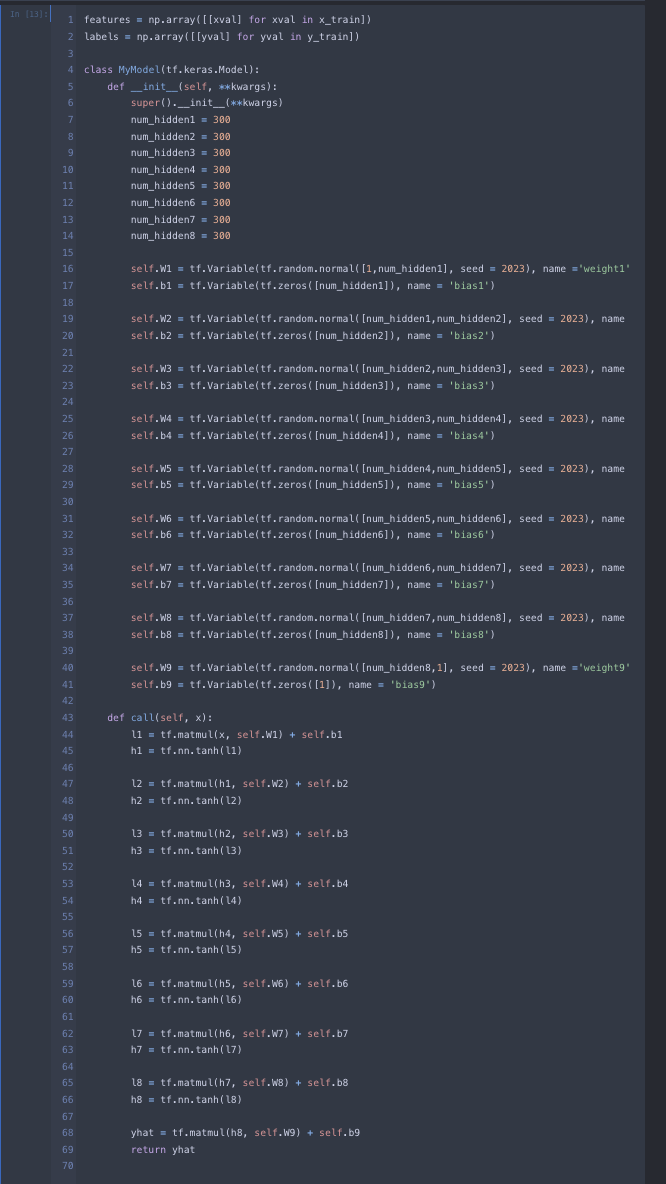 In [13]:
1 features = np.array([[xval] for xval in x_train])
2 labels = np.array([[yval] for yval in y_train])
3
4 class MyModel(tf.keras.Model):
5     def __init__(self, **kwargs):
6         super().__init__(**kwargs)
7         num_hidden1 = 300
8         num_hidden2 = 300
9         num_hidden3 = 300
10         num_hidden4 = 300
11         num_hidden5 = 300
12         num_hidden6 = 300
13         num_hidden7 = 300
14         num_hidden8 = 300
15
16         self.W1 = tf.Variable(tf.random.normal([1,num_hidden1], seed = 2023), name ='weight1'
17         self.b1 = tf.Variable(tf.zeros([num_hidden1]), name = 'bias1')
18
19         self.W2 = tf.Variable(tf.random.normal([num_hidden1,num_hidden2], seed = 2023), name
20         self.b2 = tf.Variable(tf.zeros([num_hidden2]), name = 'bias2')
21
22         self.W3 = tf.Variable(tf.random.normal([num_hidden2,num_hidden3], seed = 2023), name
23         self.b3 = tf.Variable(tf.zeros([num_hidden3]), name = 'bias3')
24
25         self.W4 = tf.Variable(tf.random.normal([num_hidden3,num_hidden4], seed = 2023), name
26         self.b4 = tf.Variable(tf.zeros([num_hidden4]), name = 'bias4')
27
28         self.W5 = tf.Variable(tf.random.normal([num_hidden4,num_hidden5], seed = 2023), name
29         self.b5 = tf.Variable(tf.zeros([num_hidden5]), name = 'bias5')
30
31         self.W6 = tf.Variable(tf.random.normal([num_hidden5,num_hidden6], seed = 2023), name
32         self.b6 = tf.Variable(tf.zeros([num_hidden6]), name = 'bias6')
33
34         self.W7 = tf.Variable(tf.random.normal([num_hidden6,num_hidden7], seed = 2023), name
35         self.b7 = tf.Variable(tf.zeros([num_hidden7]), name = 'bias7')
36
37         self.W8 = tf.Variable(tf.random.normal([num_hidden7,num_hidden8], seed = 2023), name
38         self.b8 = tf.Variable(tf.zeros([num_hidden8]), name = 'bias8')
39
40         self.W9 = tf.Variable(tf.random.normal([num_hidden8,1], seed = 2023), name ='weight9'
41         self.b9 = tf.Variable(tf.zeros([1]), name = 'bias9')
42
43     def call(self, x):
44         l1 = tf.matmul(x, self.W1) + self.b1
45         h1 = tf.nn.tanh(l1)
46
47         l2 = tf.matmul(h1, self.W2) + self.b2
48         h2 = tf.nn.tanh(l2)
49
50         l3 = tf.matmul(h2, self.W3) + self.b3
51         h3 = tf.nn.tanh(l3)
52
53         l4 = tf.matmul(h3, self.W4) + self.b4
54         h4 = tf.nn.tanh(l4)
55
56         l5 = tf.matmul(h4, self.W5) + self.b5
57         h5 = tf.nn.tanh(l5)
58
59         l6 = tf.matmul(h5, self.W6) + self.b6
60         h6 = tf.nn.tanh(l6)
61
62         l7 = tf.matmul(h6, self.W7) + self.b7
63         h7 = tf.nn.tanh(l7)
64
65         l8 = tf.matmul(h7, self.W8) + self.b8
66         h8 = tf.nn.tanh(l8)
67
68         yhat = tf.matmul(h8, self.W9) + self.b9
69         return yhat
70